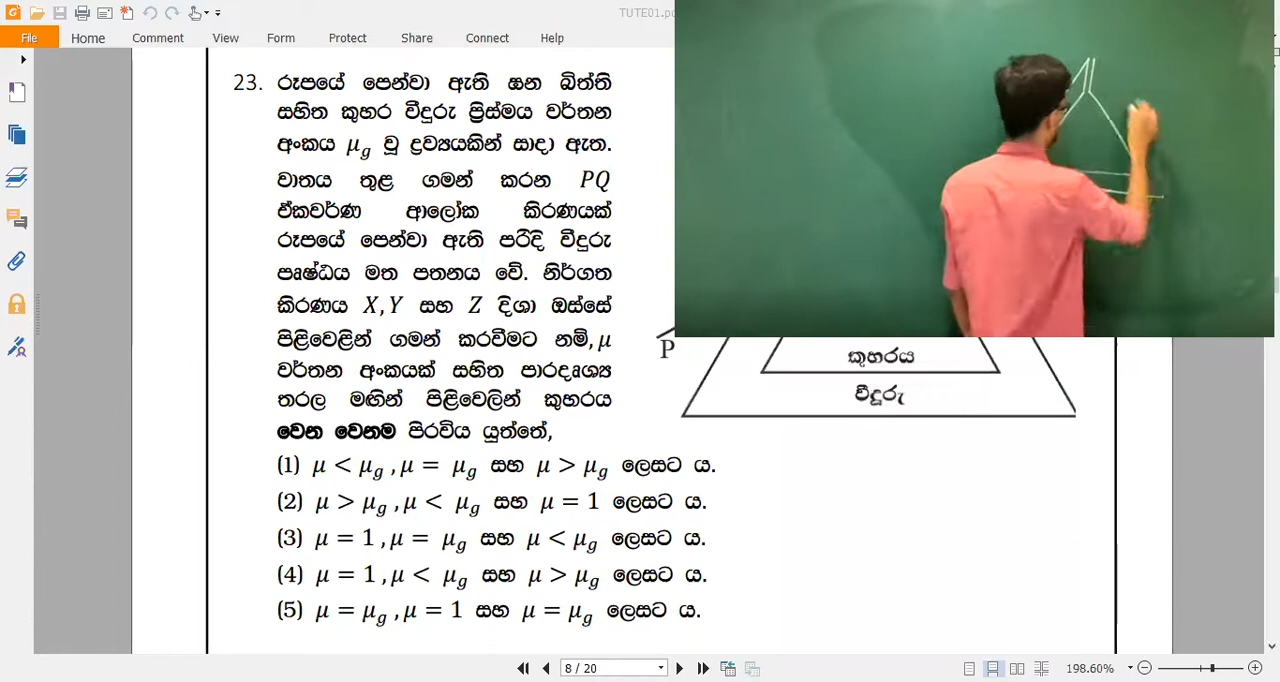 TUTE01.pd
File Home Comment View Form Protect Share Connect Help
23. රූපයේ පෙන්වා ඇති ඝන බිත්ති
සහිත කුහර වීදුරු ප්‍රිස්මය වර්තන
අංකය μg වූ ද්‍රව්‍යයකින් සාදා ඇත.
වාතය තුළ ගමන් කරන PQ
ඒකවර්ණ ආලෝක කිරණයක්
රූපයේ පෙන්වා ඇති පරිදි වීදුරු
පෘෂ්ඨය මත පතනය වේ. නිර්ගත
කිරණය X, Y සහ Z දිශා ඔස්සේ
පිළිවෙළින් ගමන් කරවීමට නම්, μ
වර්තන අංකයක් සහිත පාරදෘශ්‍ය
තරල මඟින් පිළිවෙලින් කුහරය
වෙන වෙනම පිරවිය යුත්තේ,
P
කුහරය
වීදුරු
(1) μ < μg , μ = μg සහ μ > μg ලෙසට ය.
(2) μ > μg , μ < μg සහ μ = 1 ලෙසට ය.
(3) μ = 1 , μ = μg සහ μ < μg ලෙසට ය.
(4) μ = 1 , μ < μg සහ μ > μg ලෙසට ය.
(5) μ = μg , μ = 1 සහ μ = μg ලෙසට ය.
8 / 20
198.60%